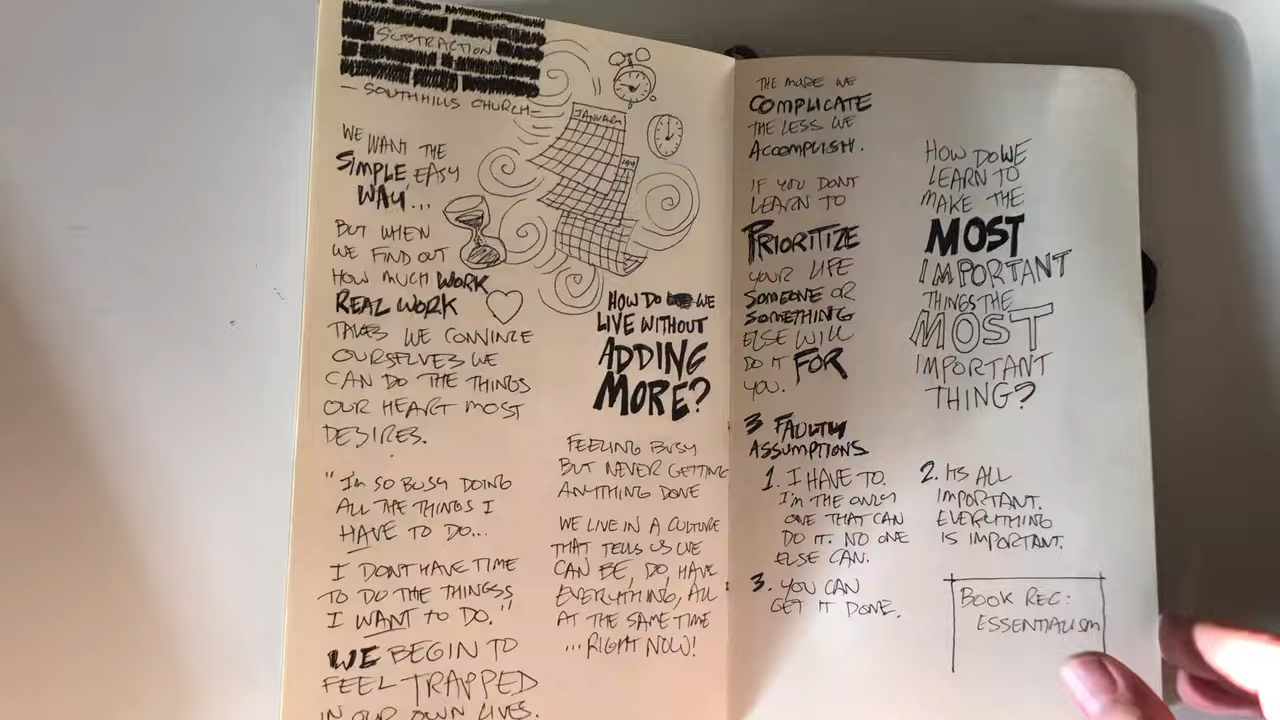 SUBTRACTION
— SOUTHHILLS CHURCH
WE WANT THE
SIMPLE, EASY
WAY...
BUT WHEN
WE FIND OUT
HOW MUCH WORK
REAL WORK
TAKES WE CONVINCE
OURSELVES WE
CAN DO THE THINGS
OUR HEART MOST
DESIRES.
"I'M SO BUSY DOING
ALL THE THINGS I
HAVE TO DO...
I DONT HAVE TIME
TO DO THE THINGSS
I WANT TO DO."
WE BEGIN TO
FEEL TRAPPED
IN OUR OWN LIVES.
JANUARY
HOW DO WE
LIVE WITHOUT
ADDING
MORE?
FEELING BUSY
BUT NEVER GETTING
ANYTHING DONE
WE LIVE IN A CULTURE
THAT TELLS US WE
CAN BE, DO, HAVE
EVERYTHING, ALL
AT THE SAME TIME
...RIGHT NOW!
THE MORE WE
COMPLICATE
THE LESS WE
ACCOMPLISH.
IF YOU DONT
LEARN TO
PRIORITIZE
YOUR LIFE
SOMEONE OR
SOMETHING
ELSE WILL
DO IT FOR
YOU.
HOW DO WE
LEARN TO
MAKE THE
MOST
IMPORTANT
THINGS THE
MOST
IMPORTANT
THING?
3 FAULTY
ASSUMPTIONS
1. I HAVE TO.
I'M THE ONLY
ONE THAT CAN
DO IT. NO ONE
ELSE CAN.
2. ITS ALL
IMPORTANT.
EVERYTHING
IS IMPORTANT.
3. YOU CAN
GET IT DONE.
BOOK REC:
ESSENTIALISM